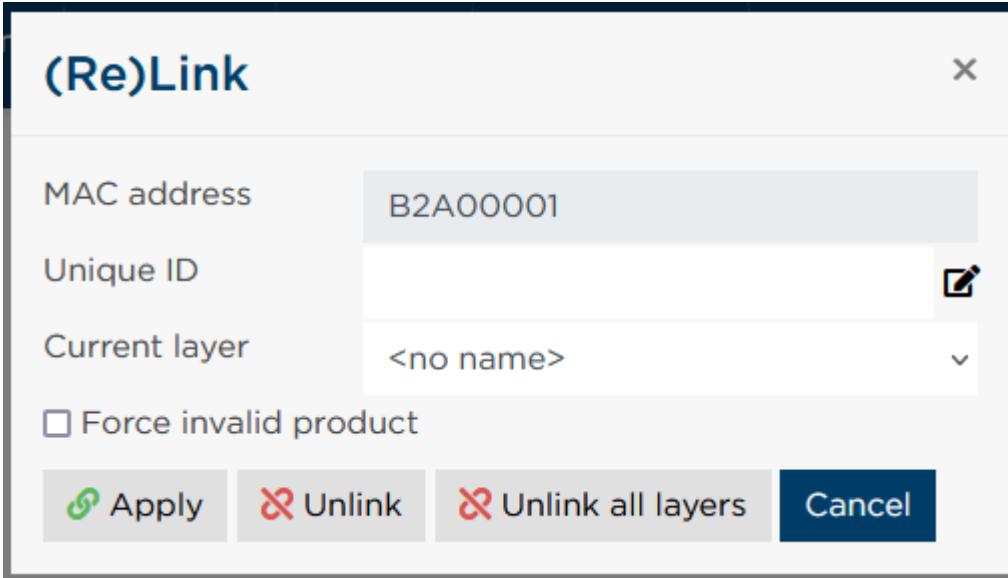 (Re)Link ×
MAC address B2A00001
Unique ID
Current layer <no name>
Force invalid product
Apply Unlink Unlink all layers Cancel